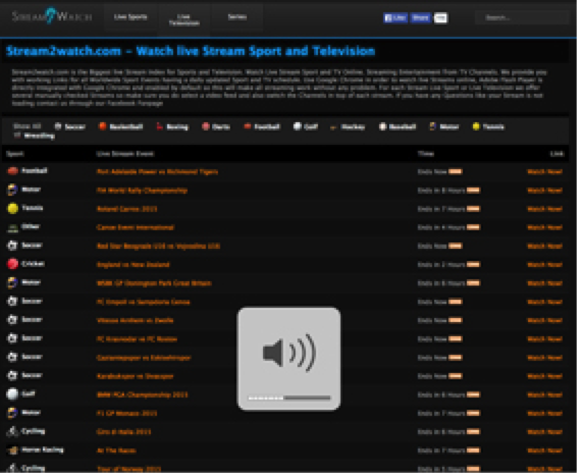 STREAM2WATCH
Live Sports
Live Television
Series
Like
Share
Search...
Stream2watch.com – Watch live Stream Sport and Television
Stream2watch.com is the biggest live Stream index for Sports and Television. Watch Live Stream Sport and TV Online. Streaming Entertainment from TV Channels. We provide you
with working Links for all Worldwide Sport Events having a daily updated Sport and TV schedule. Use Google Chrome in order to watch live Streams online, Adobe Flash Player is
directly integrated with Google Chrome and enabled by default so this will make all streaming work without any problem. For each Stream Live Sport or Live Television we offer
several manually checked Streams so make sure you do select a video feed and also switch the Channels in top of each stream. If you have any Questions like your Stream is not
loading contact us through our Facebook Fanpage
Show All Soccer Basketball Boxing Darts Football Golf Hockey Baseball Motor Tennis
Wrestling
Sport Live Stream Event Time Link
Football Port Adelaide Power vs Richmond Tigers Ends Now Watch Now!
Motor FIA World Rally Championship Ends in 8 Hours Watch Now!
Tennis Roland Garros 2015 Ends in 7 Hours Watch Now!
Other Canoe Event International Ends in 4 Hours Watch Now!
Soccer Red Star Beograde U16 vs Vojvodina U16 Ends Now Watch Now!
Cricket England vs New Zealand Ends in 2 Hours Watch Now!
Motor MSBK GP Donington Park Great Britain Ends in 6 Hours Watch Now!
Soccer FC Empoli vs Sampdoria Genoa Ends Now Watch Now!
Soccer Vitesse Arnhem vs Zwolle Ends Now Watch Now!
Soccer FC Krasnodar vs FC Rostov Ends Now Watch Now!
Soccer Gaziantepspor vs Eskisehirspor Ends Now Watch Now!
Soccer Karabukspor vs Sivasspor Ends Now Watch Now!
Golf BMW PGA Championship 2015 Ends in 6 Hours Watch Now!
Motor F1 GP Monaco 2015 Ends in Hours Watch Now!
Cycling Giro d Italia 2015 Ends in Hours Watch Now!
Horse Racing At The Races Ends in 7 Hours Watch Now!
Cycling Tour of Norway 2015 Ends in 5 Hours Watch Now!